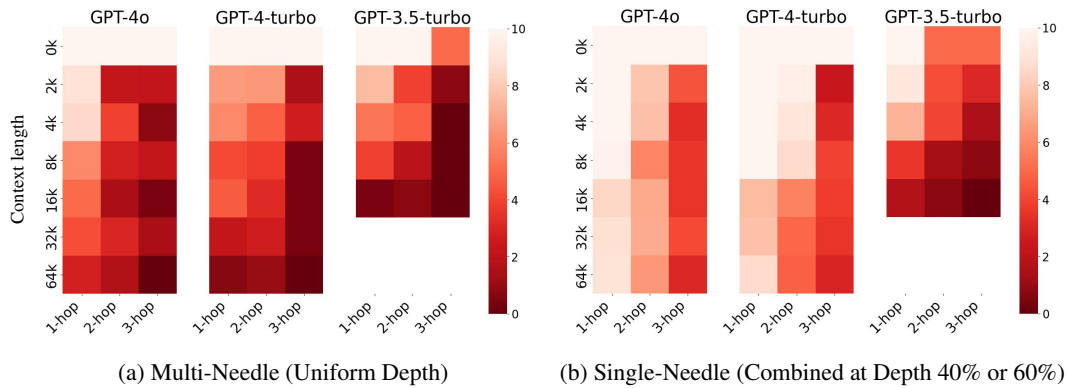 GPT-4o GPT-4-turbo GPT-3.5-turbo
Context length
0k
2k
4k
8k
16k
32k
64k
1-hop 2-hop 3-hop 1-hop 2-hop 3-hop 1-hop 2-hop 3-hop
10
8
6
4
2
0
(a) Multi-Needle (Uniform Depth)
GPT-4o GPT-4-turbo GPT-3.5-turbo
0k
2k
4k
8k
16k
32k
64k
1-hop 2-hop 3-hop 1-hop 2-hop 3-hop 1-hop 2-hop 3-hop
10
8
6
4
2
0
(b) Single-Needle (Combined at Depth 40% or 60%)